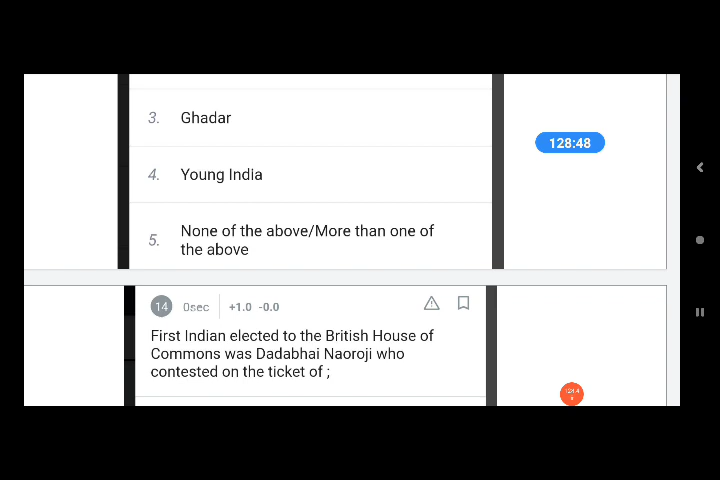 3. Ghadar
128:48
4. Young India
5. None of the above/More than one of
the above
14 0sec +1.0 -0.0
First Indian elected to the British House of
Commons was Dadabhai Naoroji who
contested on the ticket of ;